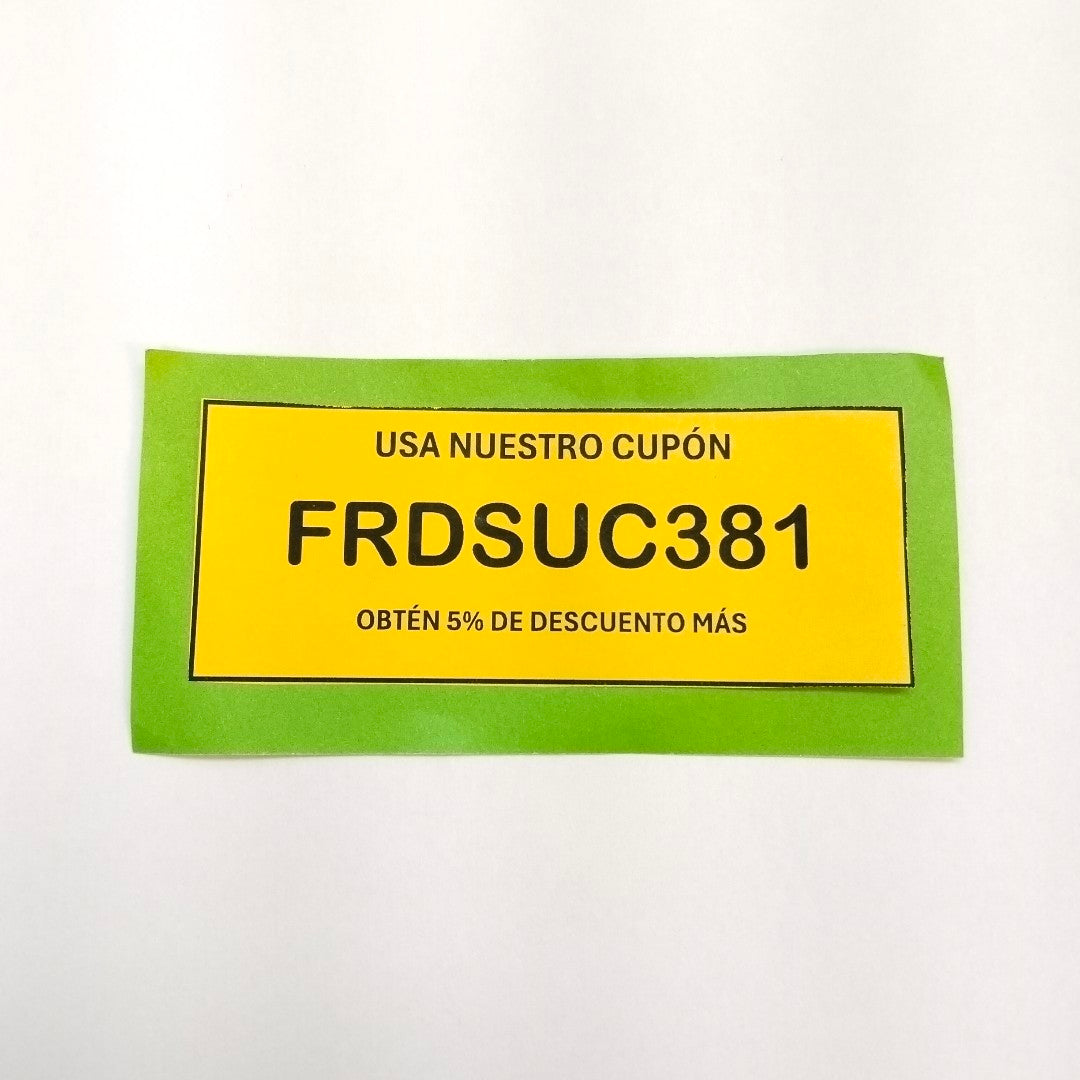 USA NUESTRO CUPÓN
FRDSUC381
OBTÉN 5% DE DESCUENTO MÁS